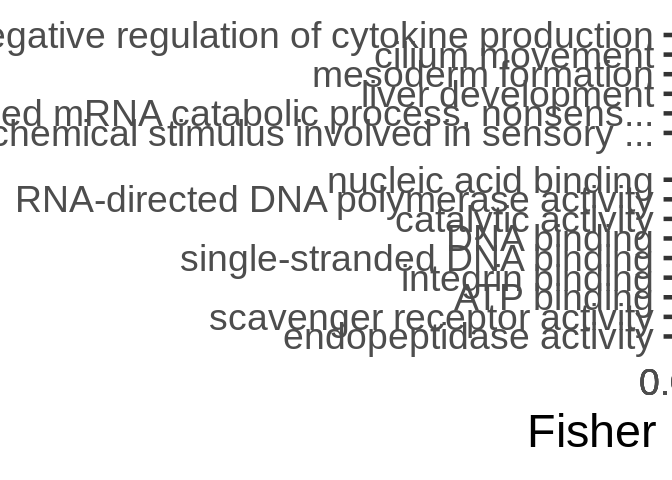 egative regulation of cytokine production
cilium movement
mesoderm formation
liver development
ed mRNA catabolic process, nonsens...
chemical stimulus involved in sensory ...
nucleic acid binding
RNA-directed DNA polymerase activity
catalytic activity
DNA binding
single-stranded DNA binding
integrin binding
ATP binding
scavenger receptor activity
endopeptidase activity
0.
Fisher